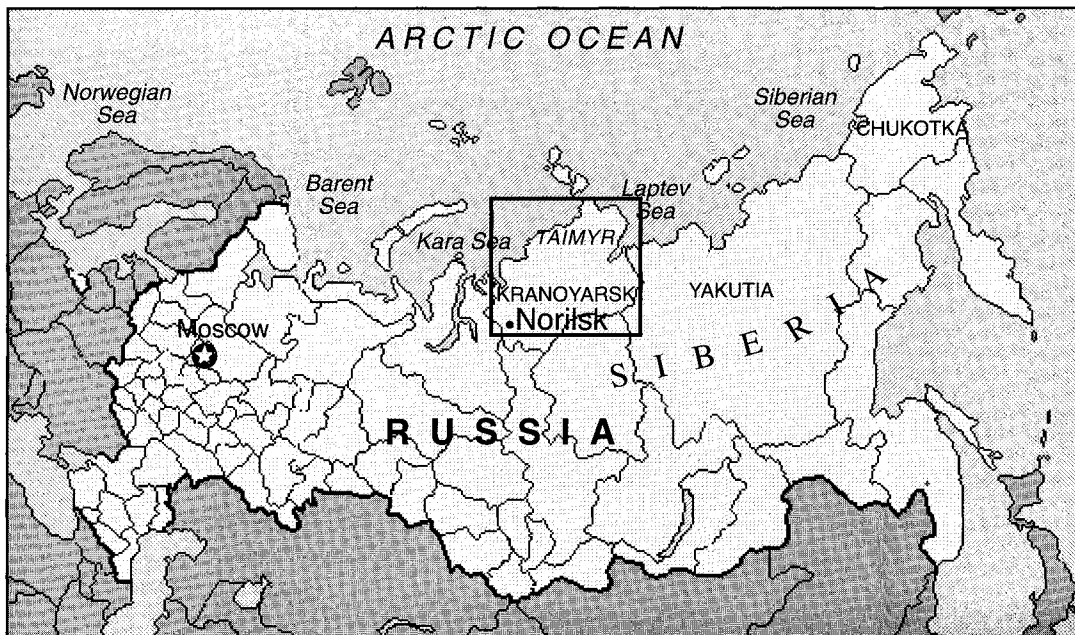 ARCTIC OCEAN
Norwegian
Sea
Siberian
Sea
CHUKOTKA
Barent
Sea
Laptev
Sea
Kara Sea
TAIMYR
KRANOYARSK
YAKUTIA
Norilsk
Moscow
SIBERIA
RUSSIA